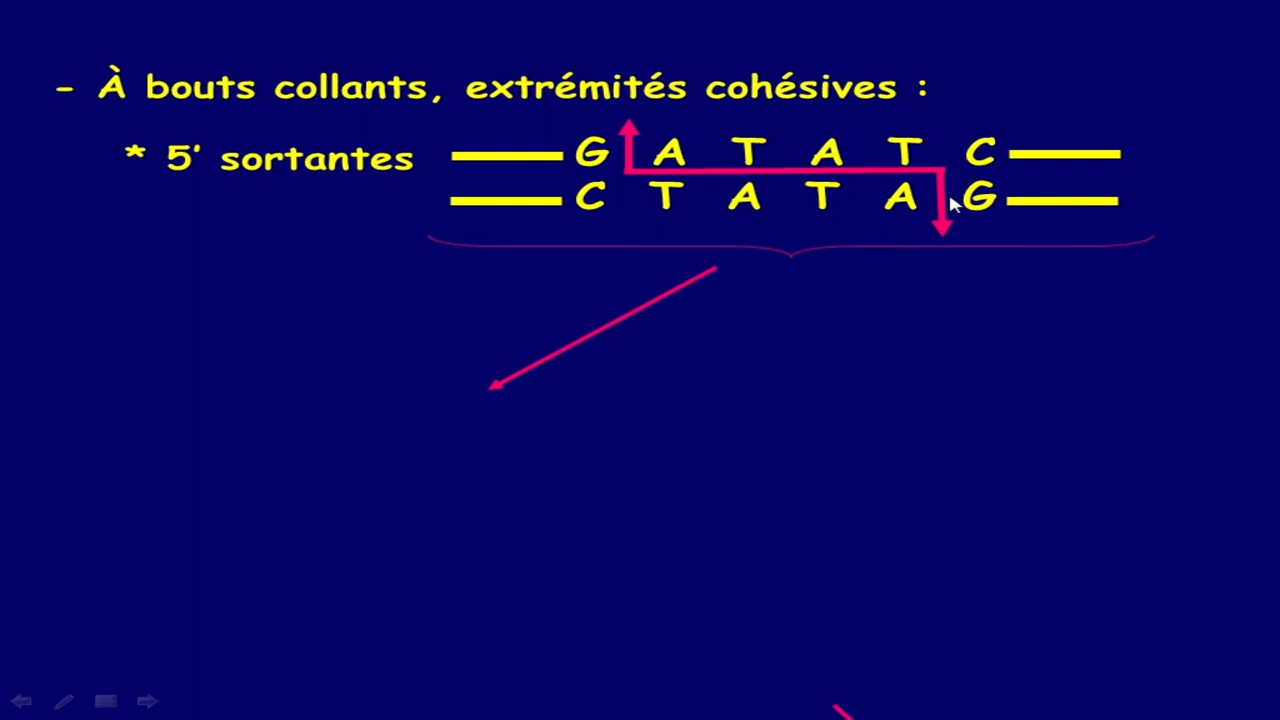 - À bouts collants, extrémités cohésives :
* 5' sortantes
G A T A T C
C T A T A G